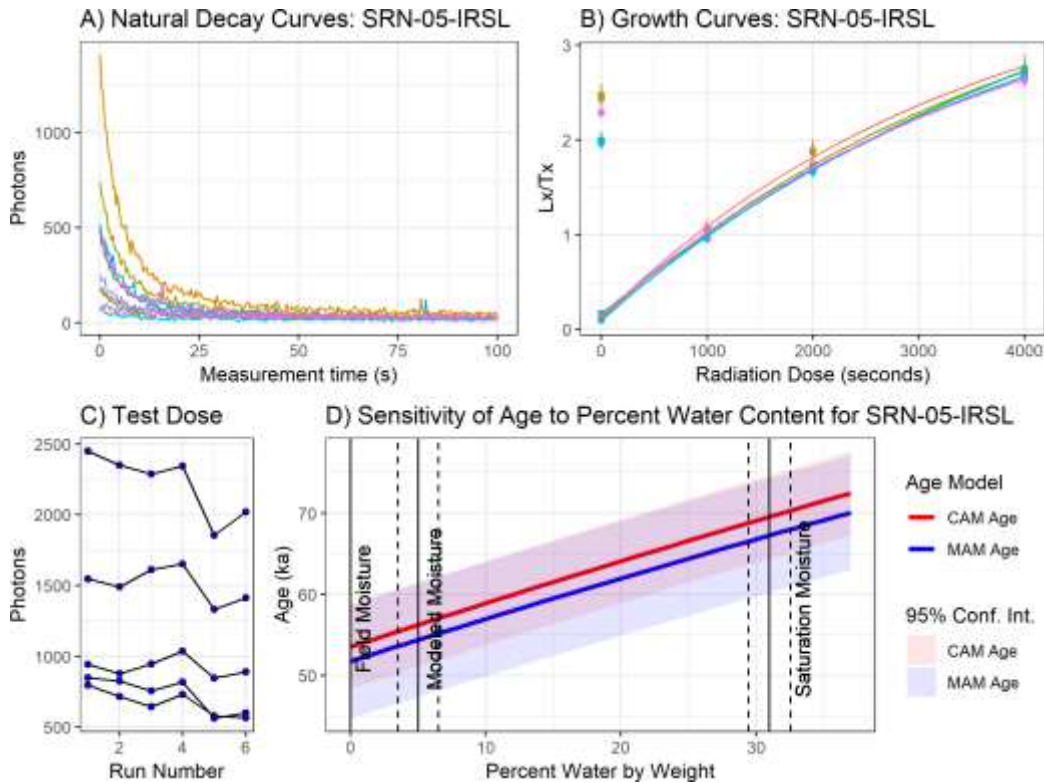 A) Natural Decay Curves: SRN-05-IRSL
Photons
1000
500
0
0
25
50
75
100
Measurement time (s)
B) Growth Curves: SRN-05-IRSL
Lx/Tx
3
2
1
0
0
1000
2000
3000
4000
Radiation Dose (seconds)
C) Test Dose
Photons
2500
2000
1500
1000
500
2
4
6
Run Number
D) Sensitivity of Age to Percent Water Content for SRN-05-IRSL
Age (ka)
70
60
50
Field Moisture
Modeled Moisture
Saturation Moisture
0
10
20
30
Percent Water by Weight
Age Model
CAM Age
MAM Age
95% Conf. Int.
CAM Age
MAM Age